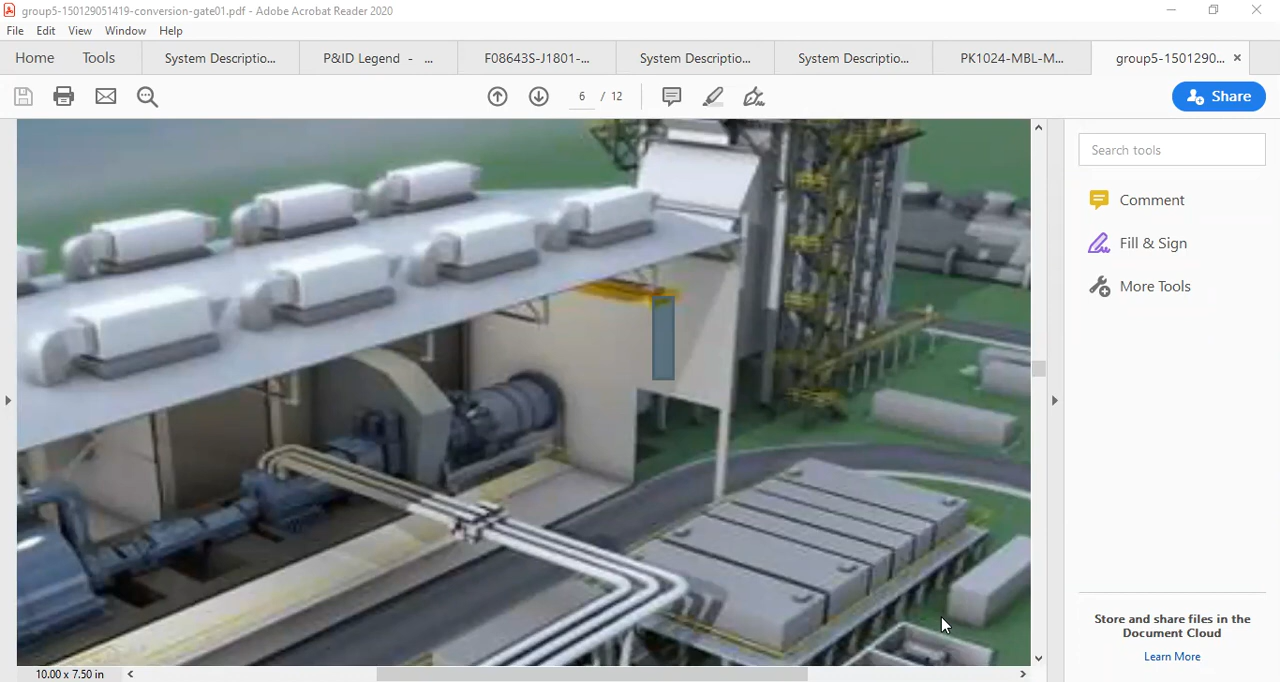 group5-150129051419-conversion-gate01.pdf - Adobe Acrobat Reader 2020
File Edit View Window Help
Home Tools System Descriptio... P&ID Legend - ... F08643S-J1801-... System Descriptio... System Descriptio... PK1024-MBL-M... group5-1501290...
6 / 12 Share
Search tools
Comment
Fill & Sign
More Tools
Store and share files in the
Document Cloud
Learn More
10.00 x 7.50 in